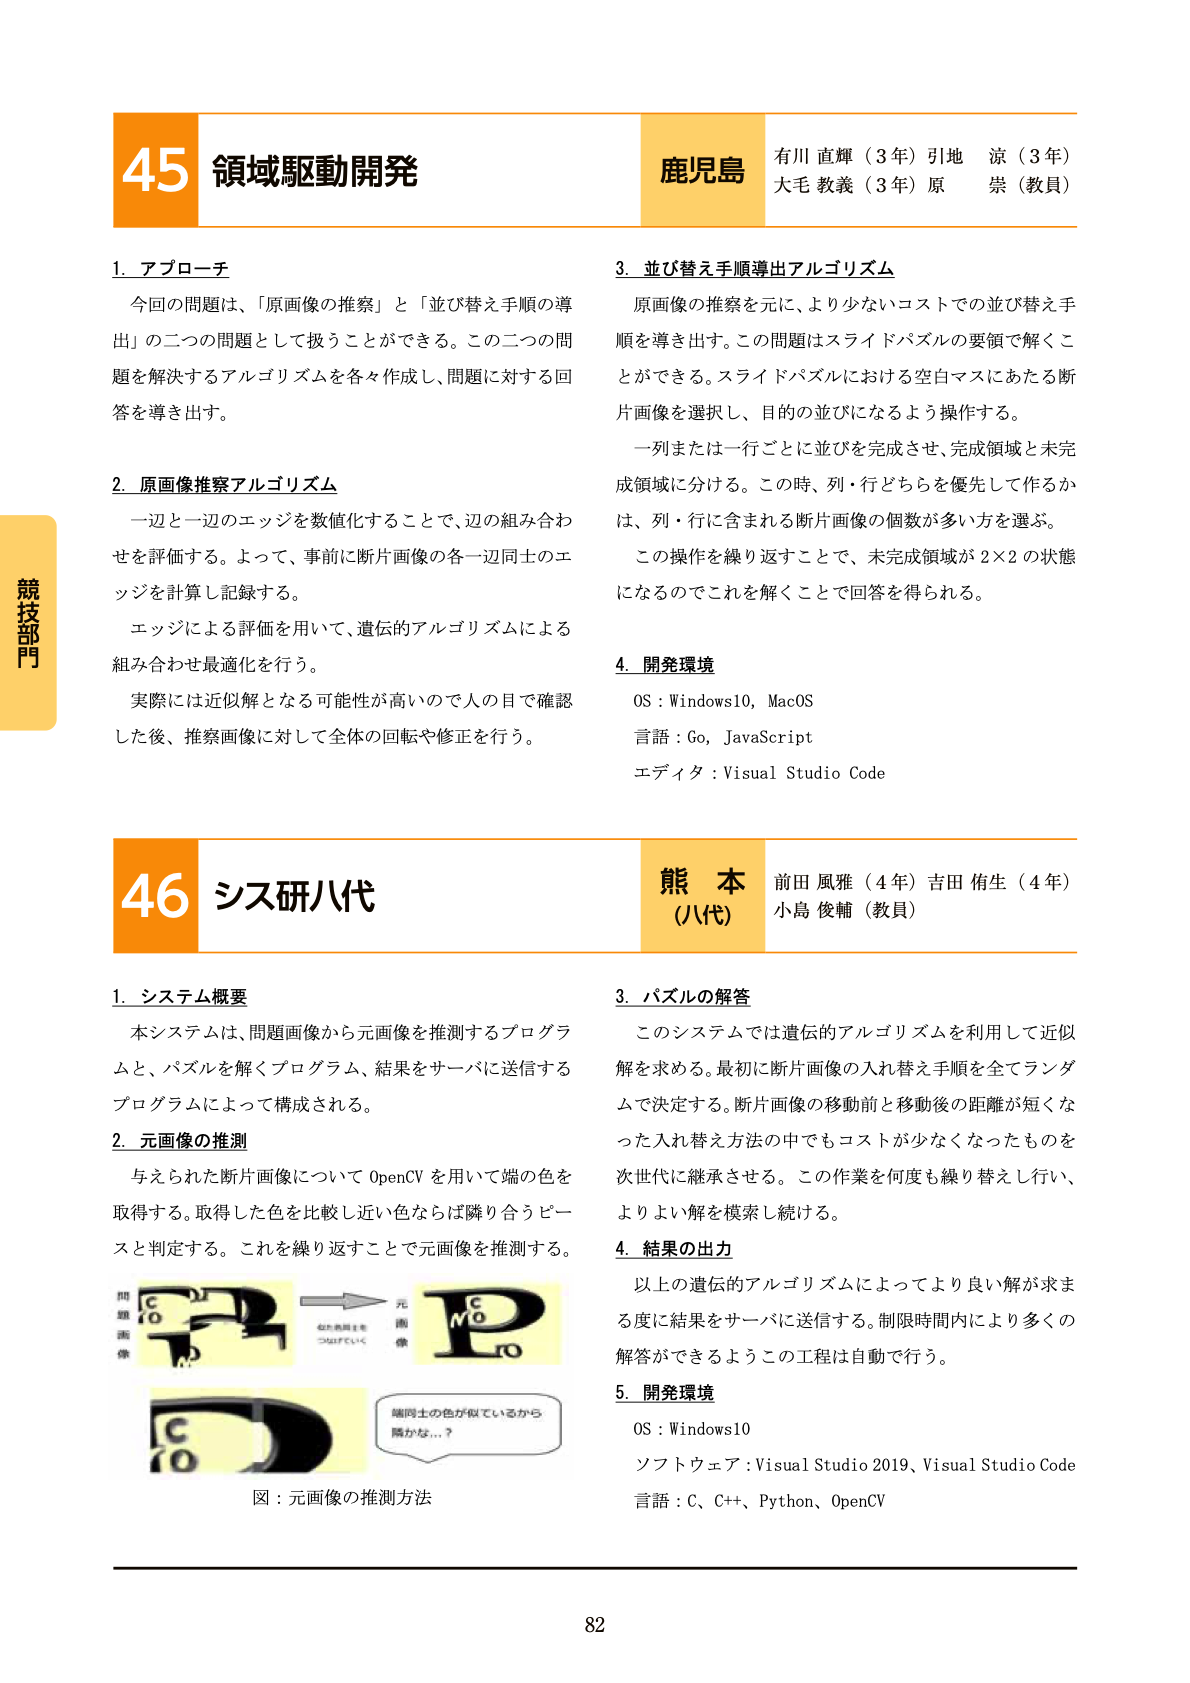 45 領域駆動開発
鹿児島
有川 直輝（３年）引地　涼（３年）
大毛 教義（３年）原　　崇（教員）
1. アプローチ
今回の問題は、「原画像の推察」と「並び替え手順の導
出」の二つの問題として扱うことができる。この二つの問
題を解決するアルゴリズムを各々作成し、問題に対する回
答を導き出す。
2. 原画像推察アルゴリズム
一辺と一辺のエッジを数値化することで、辺の組み合わ
せを評価する。よって、事前に断片画像の各一辺同士のエ
ッジを計算し記録する。
エッジによる評価を用いて、遺伝的アルゴリズムによる
組み合わせ最適化を行う。
実際には近似解となる可能性が高いので人の目で確認
した後、推察画像に対して全体の回転や修正を行う。
3. 並び替え手順導出アルゴリズム
原画像の推察を元に、より少ないコストでの並び替え手
順を導き出す。この問題はスライドパズルの要領で解くこ
とができる。スライドパズルにおける空白マスにあたる断
片画像を選択し、目的の並びになるよう操作する。
一列または一行ごとに並びを完成させ、完成領域と未完
成領域に分ける。この時、列・行どちらを優先して作るか
は、列・行に含まれる断片画像の個数が多い方を選ぶ。
この操作を繰り返すことで、未完成領域が 2×2 の状態
になるのでこれを解くことで回答を得られる。
4. 開発環境
OS：Windows10, MacOS
言語：Go, JavaScript
エディタ：Visual Studio Code
競技部門
46 シス研八代
熊 本
(八代)
前田 風雅（４年）吉田 侑生（４年）
小島 俊輔（教員）
1. システム概要
本システムは、問題画像から元画像を推測するプログラ
ムと、パズルを解くプログラム、結果をサーバに送信する
プログラムによって構成される。
2. 元画像の推測
与えられた断片画像について OpenCV を用いて端の色を
取得する。取得した色を比較し近い色ならば隣り合うピー
スと判定する。これを繰り返すことで元画像を推測する。
問題画像
似た色同士を
つなげていく
元画像
端同士の色が似ているから
隣かな…？
図：元画像の推測方法
3. パズルの解答
このシステムでは遺伝的アルゴリズムを利用して近似
解を求める。最初に断片画像の入れ替え手順を全てランダ
ムで決定する。断片画像の移動前と移動後の距離が短くな
った入れ替え方法の中でもコストが少なくなったものを
次世代に継承させる。この作業を何度も繰り替えし行い、
よりよい解を模索し続ける。
4. 結果の出力
以上の遺伝的アルゴリズムによってより良い解が求ま
る度に結果をサーバに送信する。制限時間内により多くの
解答ができるようこの工程は自動で行う。
5. 開発環境
OS：Windows10
ソフトウェア：Visual Studio 2019、Visual Studio Code
言語：C、C++、Python、OpenCV
82